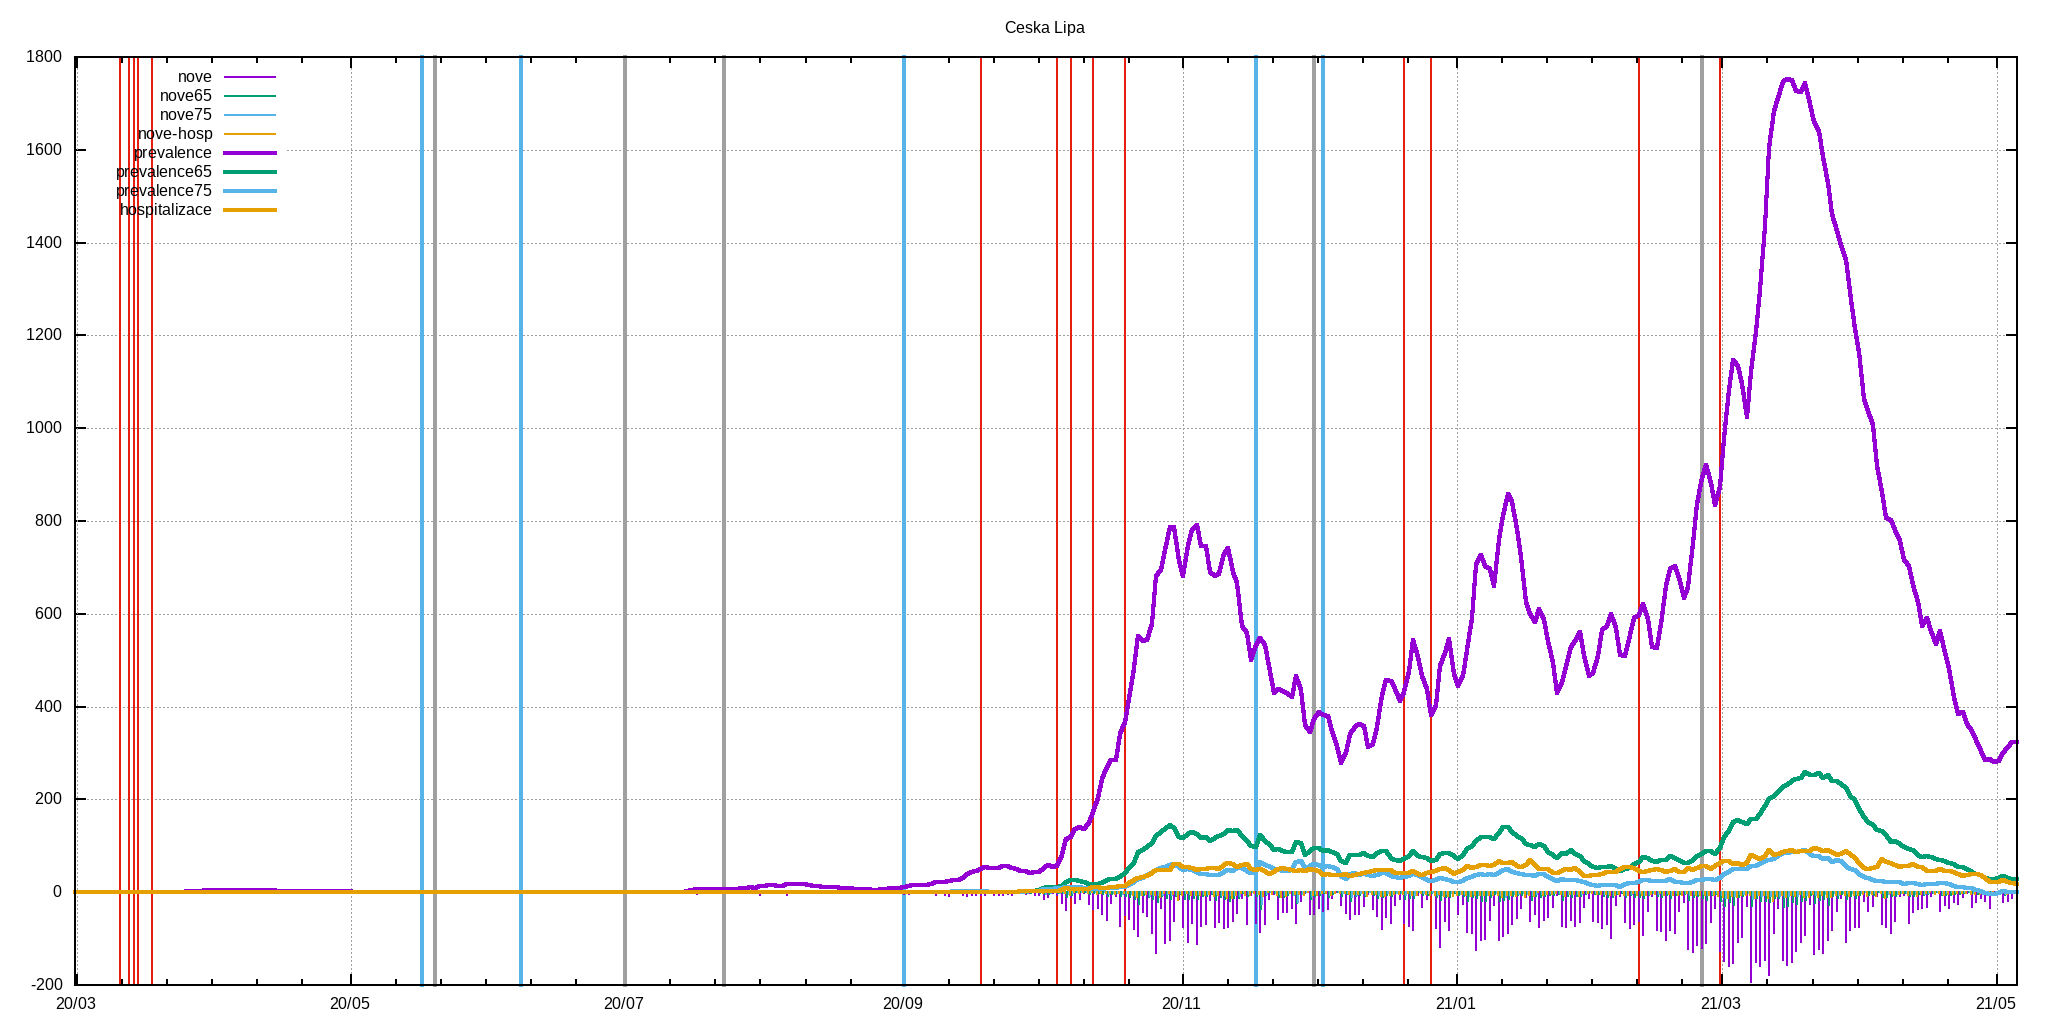 Ceska Lipa
1800
1600
1400
1200
1000
800
600
400
200
0
-200
nove
nove65
nove75
nove-hosp
prevalence
prevalence65
prevalence75
hospitalizace
20/03 20/05 20/07 20/09 20/11 21/01 21/03 21/05